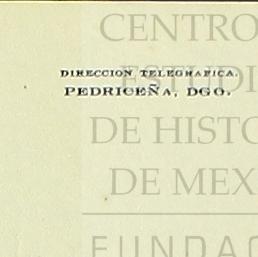 CENTRO
DIRECCION TELEGRAFICA.
ESTUDI
PEDRICEÑA, DGO.
DE HISTO
DE MEX
FUNDAC